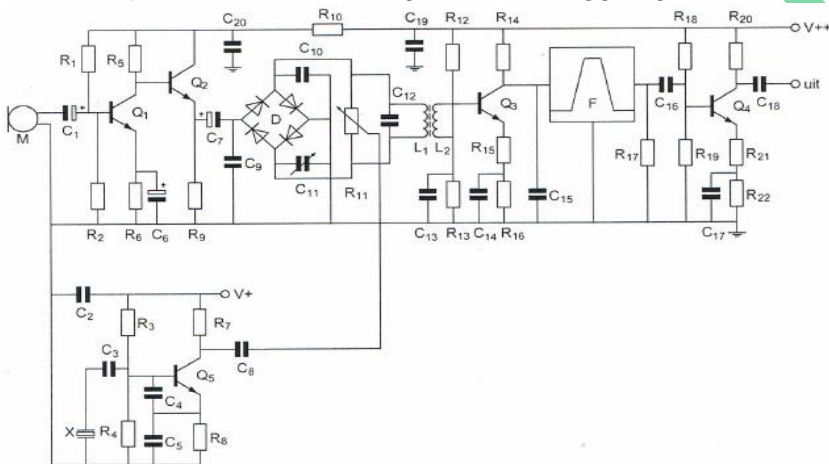 C20 R10 C19 R12 R14 R18 R20 V++
R1 R5 C10
Q2 C12 F uit
Q1 D Q3 C16 Q4 C18
M C1 C7 L1 L2 R15
C9 R17 R19 R21
C11 R11 C15 R22
R2 R6 C6 R9 C13 R13 C14 R16 C17
V+
C2 R3 R7
C3 C8
Q5
C4
X R4 C5 R8